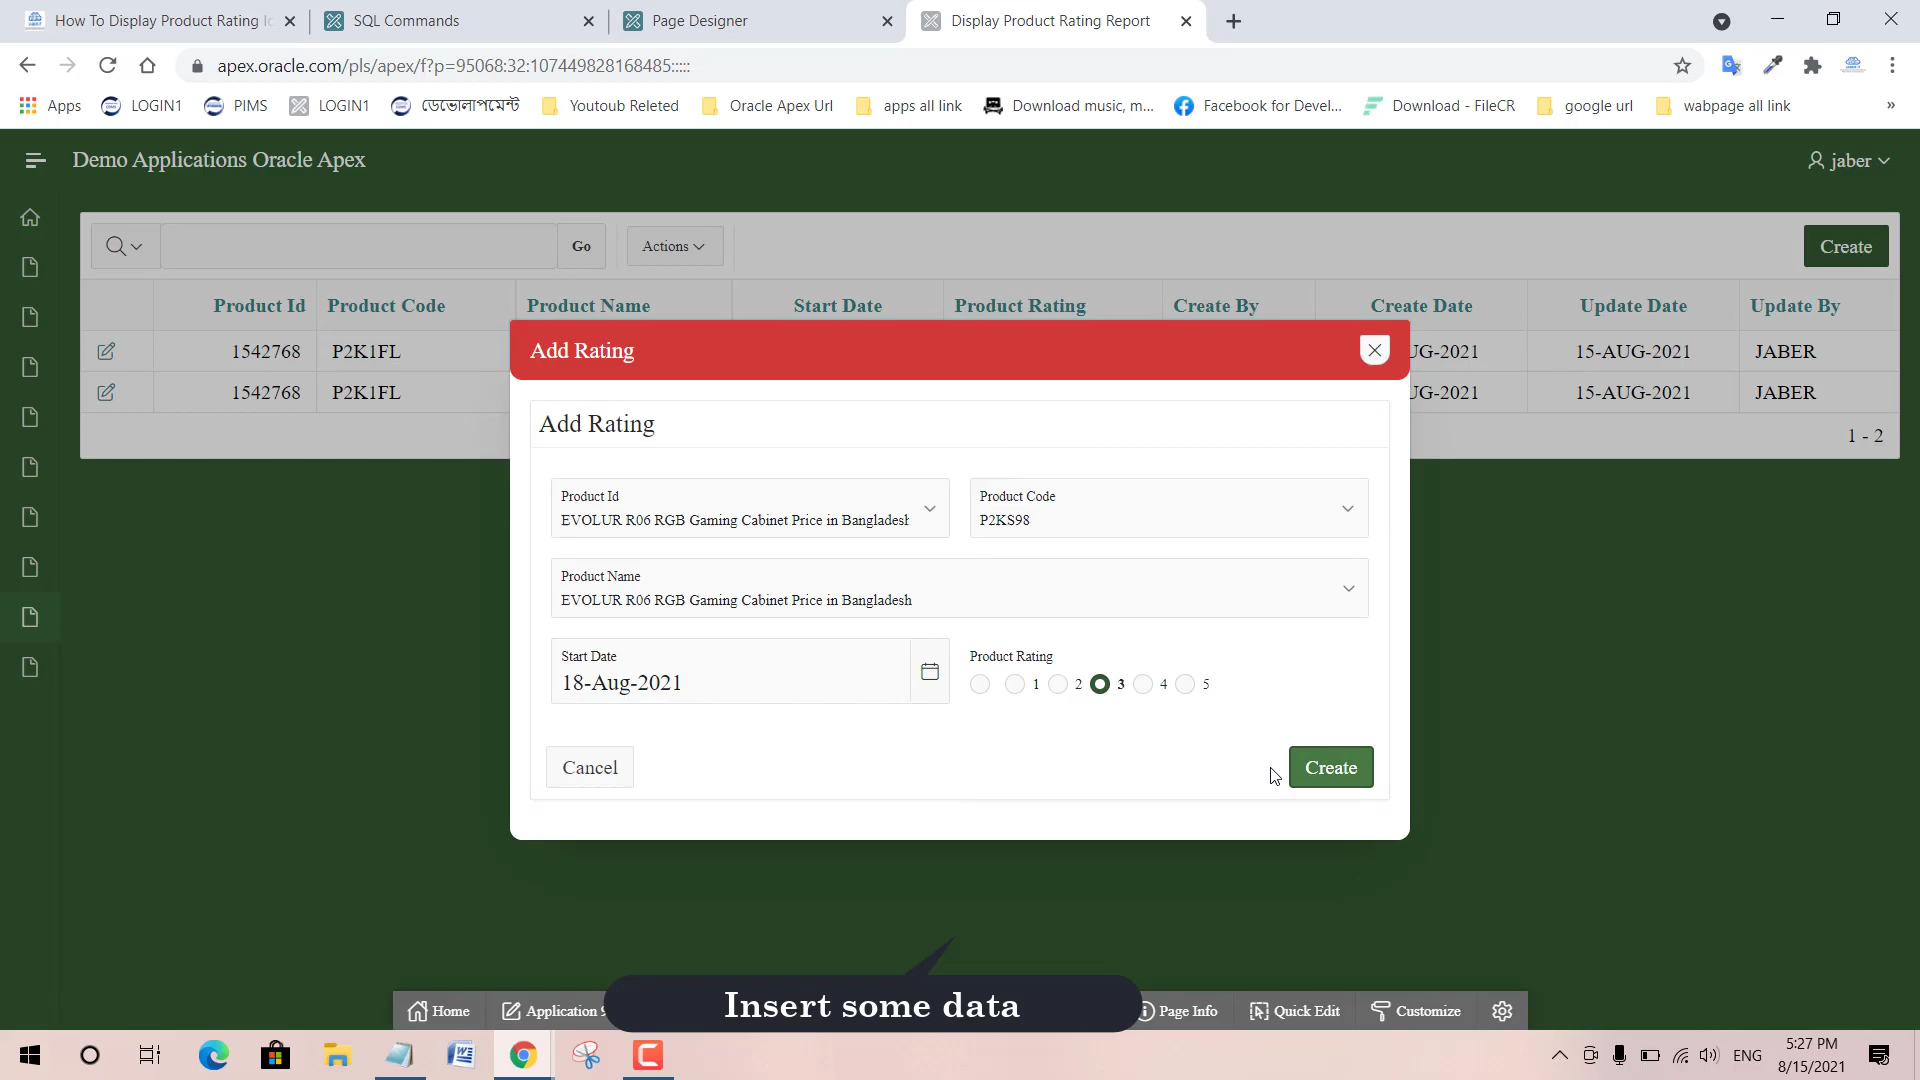 How To Display Product Rating Ic
SQL Commands
Page Designer
Display Product Rating Report
apex.oracle.com/pls/apex/f?p=95068:32:107449828168485:::::
Apps
LOGIN1
PIMS
LOGIN1
ডেভোলাপমেন্ট
Youtoub Releted
Oracle Apex Url
apps all link
Download music, m...
Facebook for Devel...
Download - FileCR
google url
wabpage all link
»
Demo Applications Oracle Apex
jaber
Go
Actions
Create
Product Id Product Code Product Name Start Date Product Rating Create By Create Date Update Date Update By
1542768 P2K1FL UG-2021 15-AUG-2021 JABER
1542768 P2K1FL UG-2021 15-AUG-2021 JABER
1 - 2
Add Rating
Add Rating
Product Id
EVOLUR R06 RGB Gaming Cabinet Price in Bangladesh
Product Code
P2KS98
Product Name
EVOLUR R06 RGB Gaming Cabinet Price in Bangladesh
Start Date
18-Aug-2021
Product Rating
1 2 3 4 5
Cancel
Create
Insert some data
Home
Application 9
Page Info
Quick Edit
Customize
ENG
5:27 PM
8/15/2021